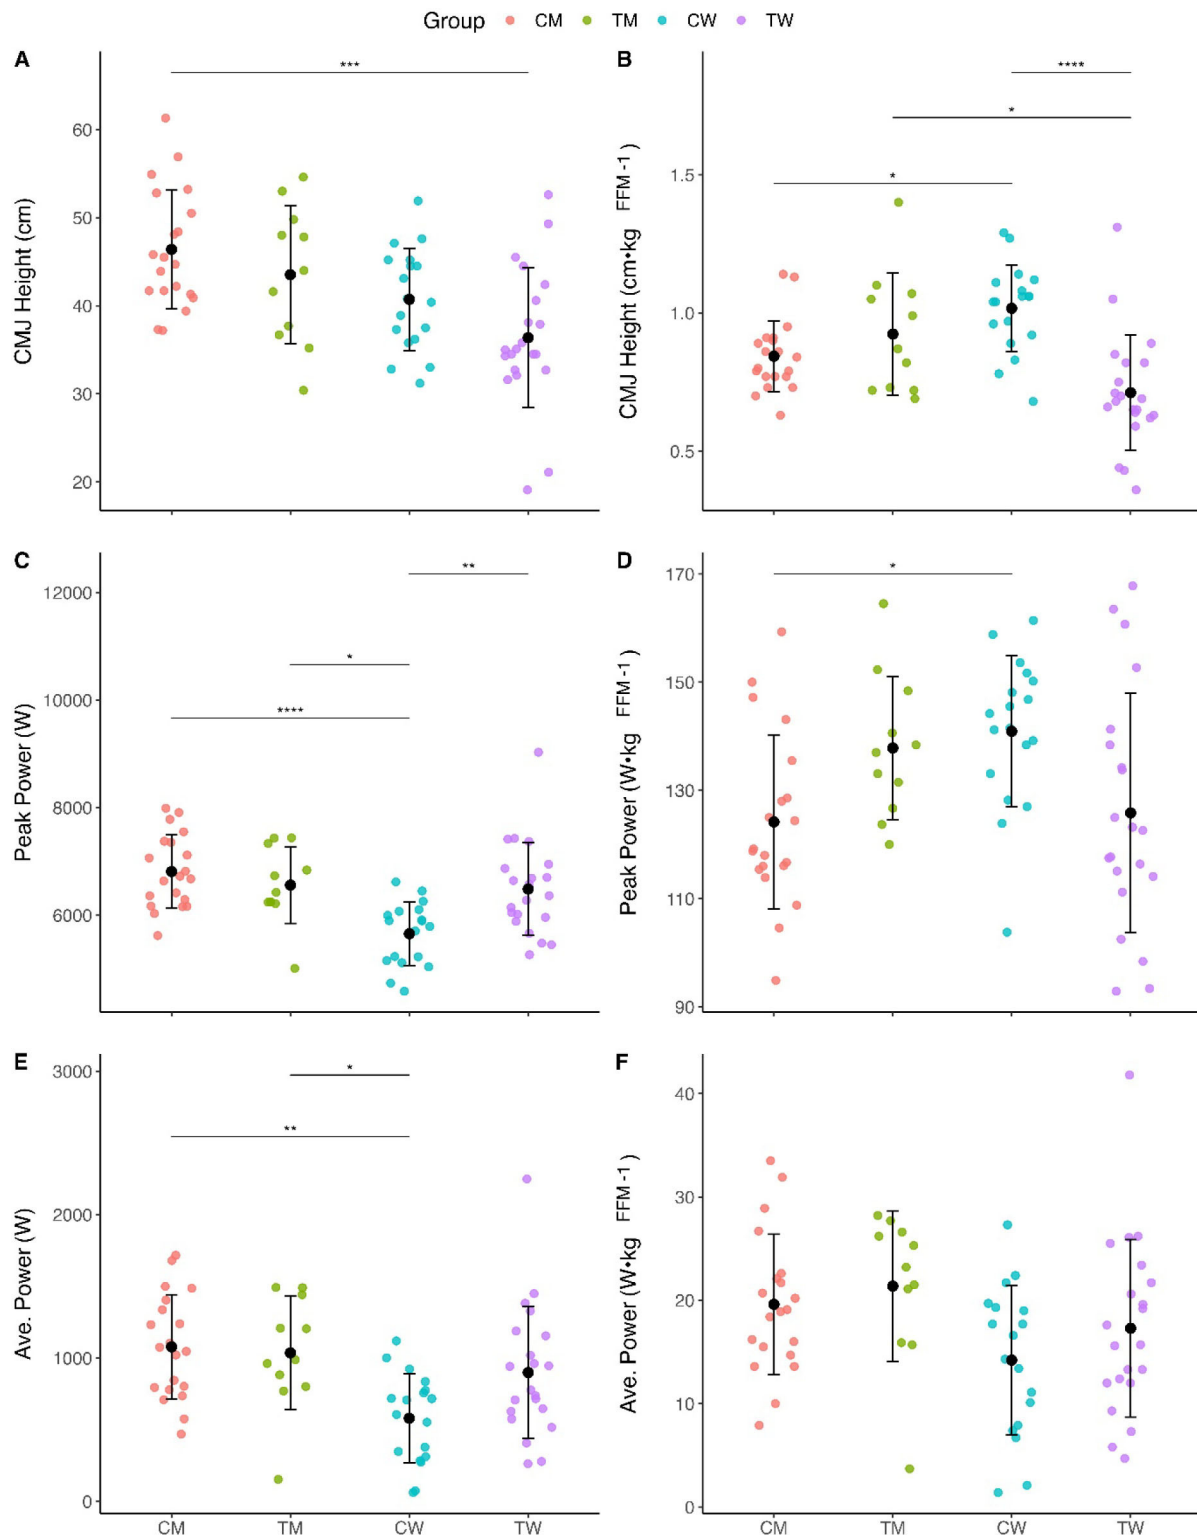 Group CM TM CW TW
A
***
60
50
40
30
20
CMJ Height (cm)
B
****
*
*
1.5
1.0
0.5
CMJ Height (cm•kg FFM -1 )
C
**
*
****
12000
10000
8000
6000
Peak Power (W)
D
*
170
150
130
110
90
Peak Power (W•kg FFM -1 )
E
*
**
3000
2000
1000
0
Ave. Power (W)
CM TM CW TW
F
40
30
20
10
0
Ave. Power (W•kg FFM -1 )
CM TM CW TW